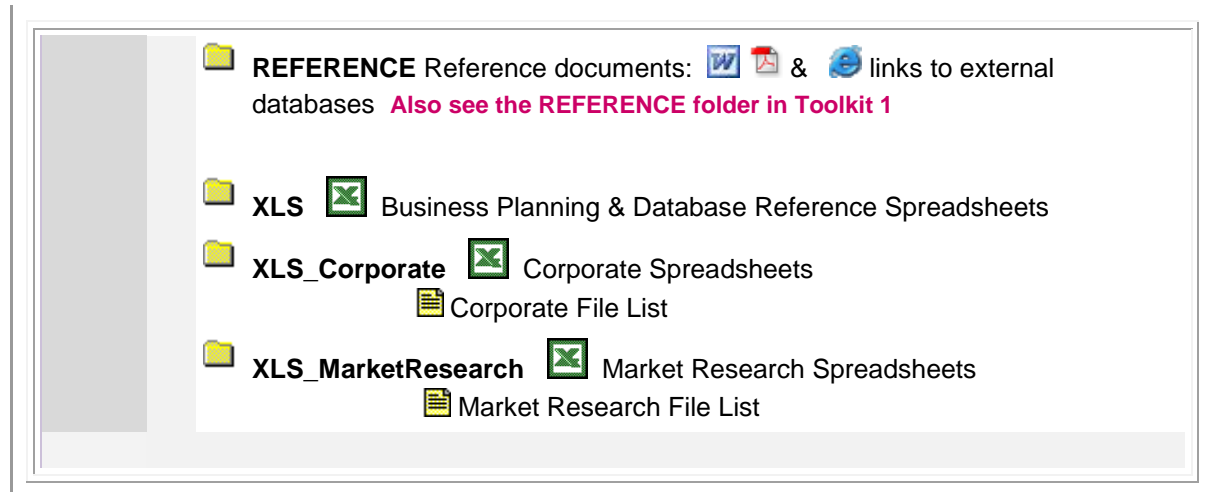 REFERENCE Reference documents: & links to external
databases Also see the REFERENCE folder in Toolkit 1
XLS Business Planning & Database Reference Spreadsheets
XLS_Corporate Corporate Spreadsheets
Corporate File List
XLS_MarketResearch Market Research Spreadsheets
Market Research File List